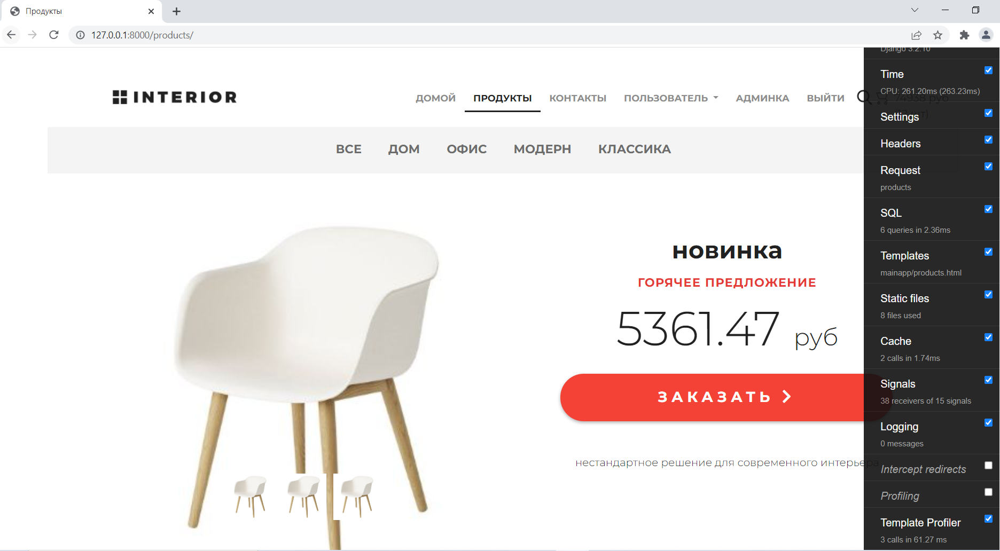 Продукты
127.0.0.1:8000/products/
INTERIOR
ДОМОЙ ПРОДУКТЫ КОНТАКТЫ ПОЛЬЗОВАТЕЛЬ АДМИНКА ВЫЙТИ 74938 руб
ВСЕ ДОМ ОФИС МОДЕРН КЛАССИКА
новинка
ГОРЯЧЕЕ ПРЕДЛОЖЕНИЕ
5361.47 руб
ЗАКАЗАТЬ
нестандартное решение для современного интерьера
Django 3.2.10
Time
CPU: 261.20ms (263.23ms)
Settings
Headers
Request
products
SQL
6 queries in 2.36ms
Templates
mainapp/products.html
Static files
8 files used
Cache
2 calls in 1.74ms
Signals
38 receivers of 15 signals
Logging
0 messages
Intercept redirects
Profiling
Template Profiler
3 calls in 61.27 ms